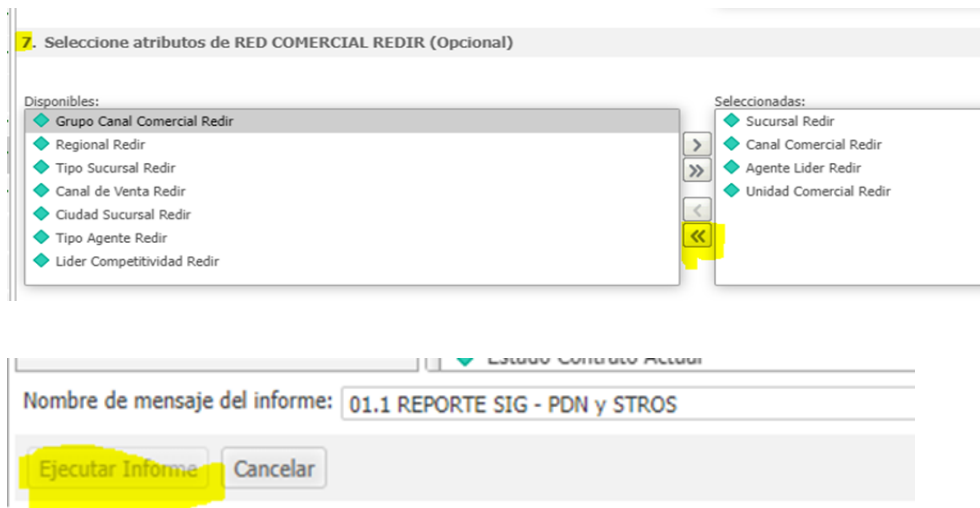 7. Seleccione atributos de RED COMERCIAL REDIR (Opcional)
Disponibles:
Grupo Canal Comercial Redir
Regional Redir
Tipo Sucursal Redir
Canal de Venta Redir
Ciudad Sucursal Redir
Tipo Agente Redir
Lider Competitividad Redir
Seleccionadas:
Sucursal Redir
Canal Comercial Redir
Agente Lider Redir
Unidad Comercial Redir
Estado Contrato Actual
Nombre de mensaje del informe: 01.1 REPORTE SIG - PDN y STROS
Ejecutar Informe Cancelar